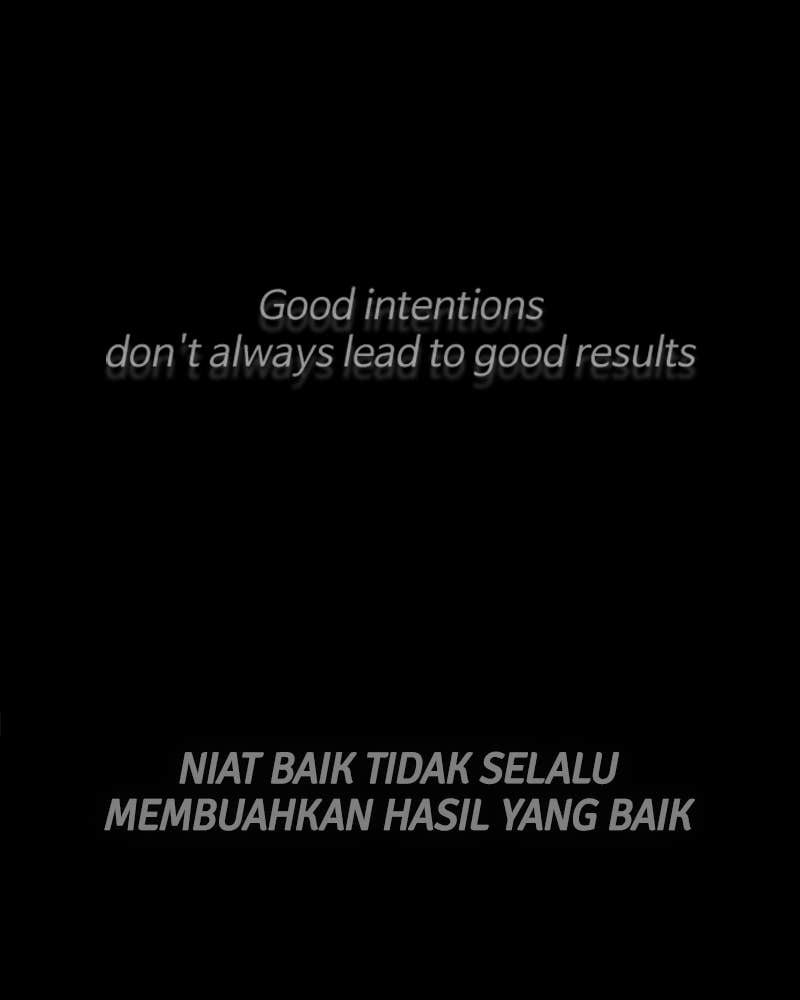 Good intentions
don't always lead to good results
NIAT BAIK TIDAK SELALU
MEMBUAHKAN HASIL YANG BAIK